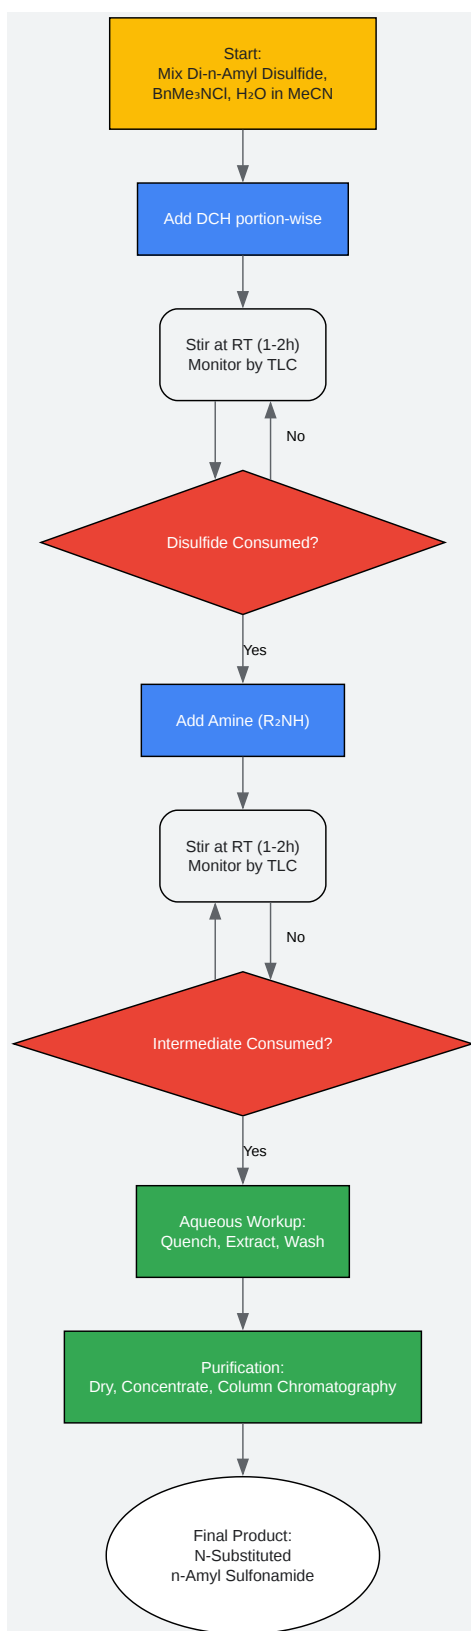 Start:
Mix Di-n-Amyl Disulfide,
BnMe₃NCl, H₂O in MeCN
Add DCH portion-wise
Stir at RT (1-2h)
Monitor by TLC
No
Disulfide Consumed?
Yes
Add Amine (R₂NH)
Stir at RT (1-2h)
Monitor by TLC
No
Intermediate Consumed?
Yes
Aqueous Workup:
Quench, Extract, Wash
Purification:
Dry, Concentrate, Column Chromatography
Final Product:
N-Substituted
n-Amyl Sulfonamide